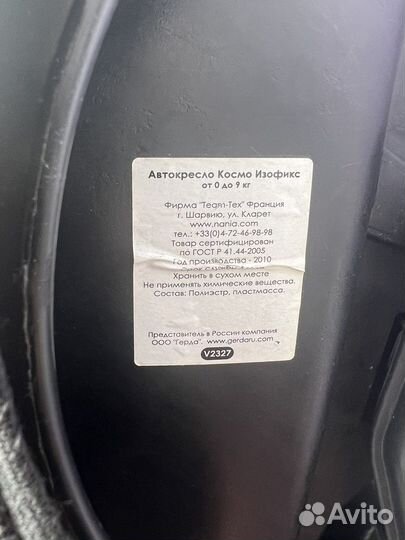 Автокресло Космо Изофикс
от 0 до 9 кг
Фирма "Team-Tex" Франция
г. Шарвию, ул. Кларет
www.nania.com
тел.: +33(0)4-72-46-98-98
Товар сертифицирован
по ГОСТ Р 41.44-2005
Год производства - 2010
Хранить в сухом месте
Не применять химические вещества.
Состав: Полиэстр, пластмасса.
Представитель в России компания
ООО "Герда". www.gerdaru.com
V2327
Avito